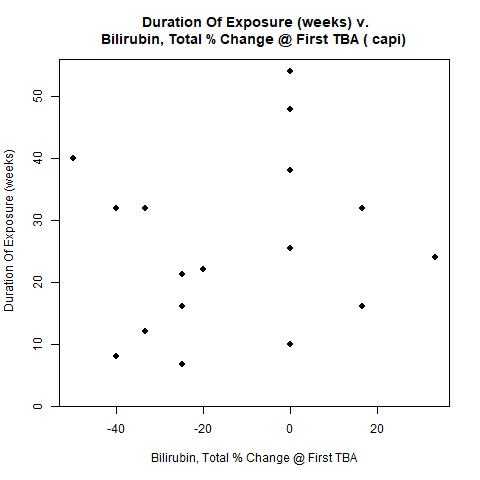 Duration Of Exposure (weeks) v.
Bilirubin, Total % Change @ First TBA ( capi)
Duration Of Exposure (weeks)
50
40
30
20
10
0
-40 -20 0 20
Bilirubin, Total % Change @ First TBA